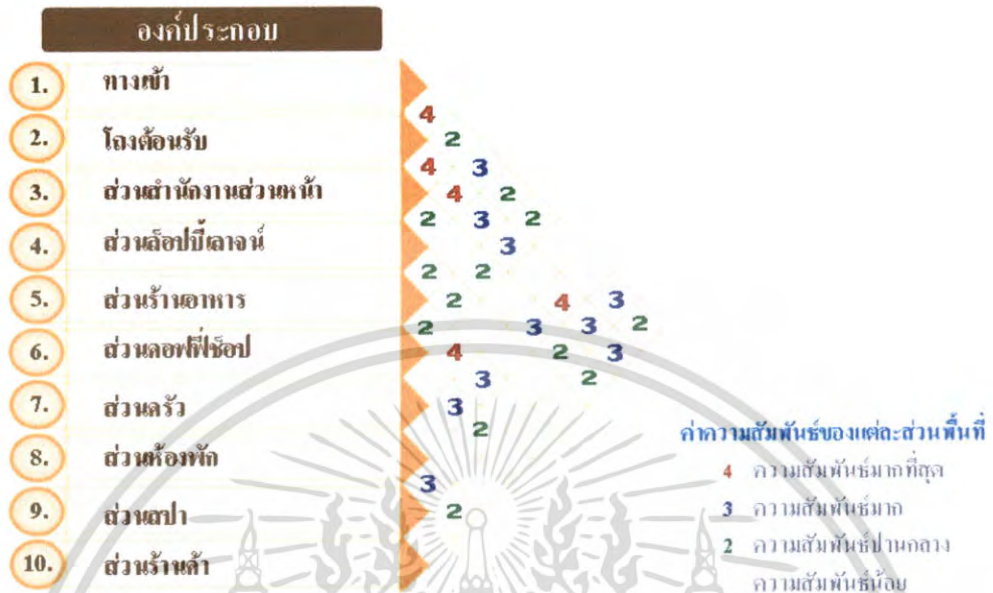 องค์ประกอบ
1. ทางเข้า
4
2
2. โถงต้อนรับ
4 3
3. ส่วนสำนักงานส่วนหน้า
4 2
2 3 2
4. ส่วนล็อปบี้เลาจน์
3
2 2
5. ส่วนร้านอาหาร
2 4 3
2 3 3 2
6. ส่วนคอฟฟี่ช็อป
4 2 3
3 2
7. ส่วนครัว
3
2
8. ส่วนห้องพัก
3
9. ส่วนสปา
2
10. ส่วนร้านค้า
ค่าความสัมพันธ์ของแต่ละส่วนพื้นที่
4 ความสัมพันธ์มากที่สุด
3 ความสัมพันธ์มาก
2 ความสัมพันธ์ปานกลาง
ความสัมพันธ์น้อย